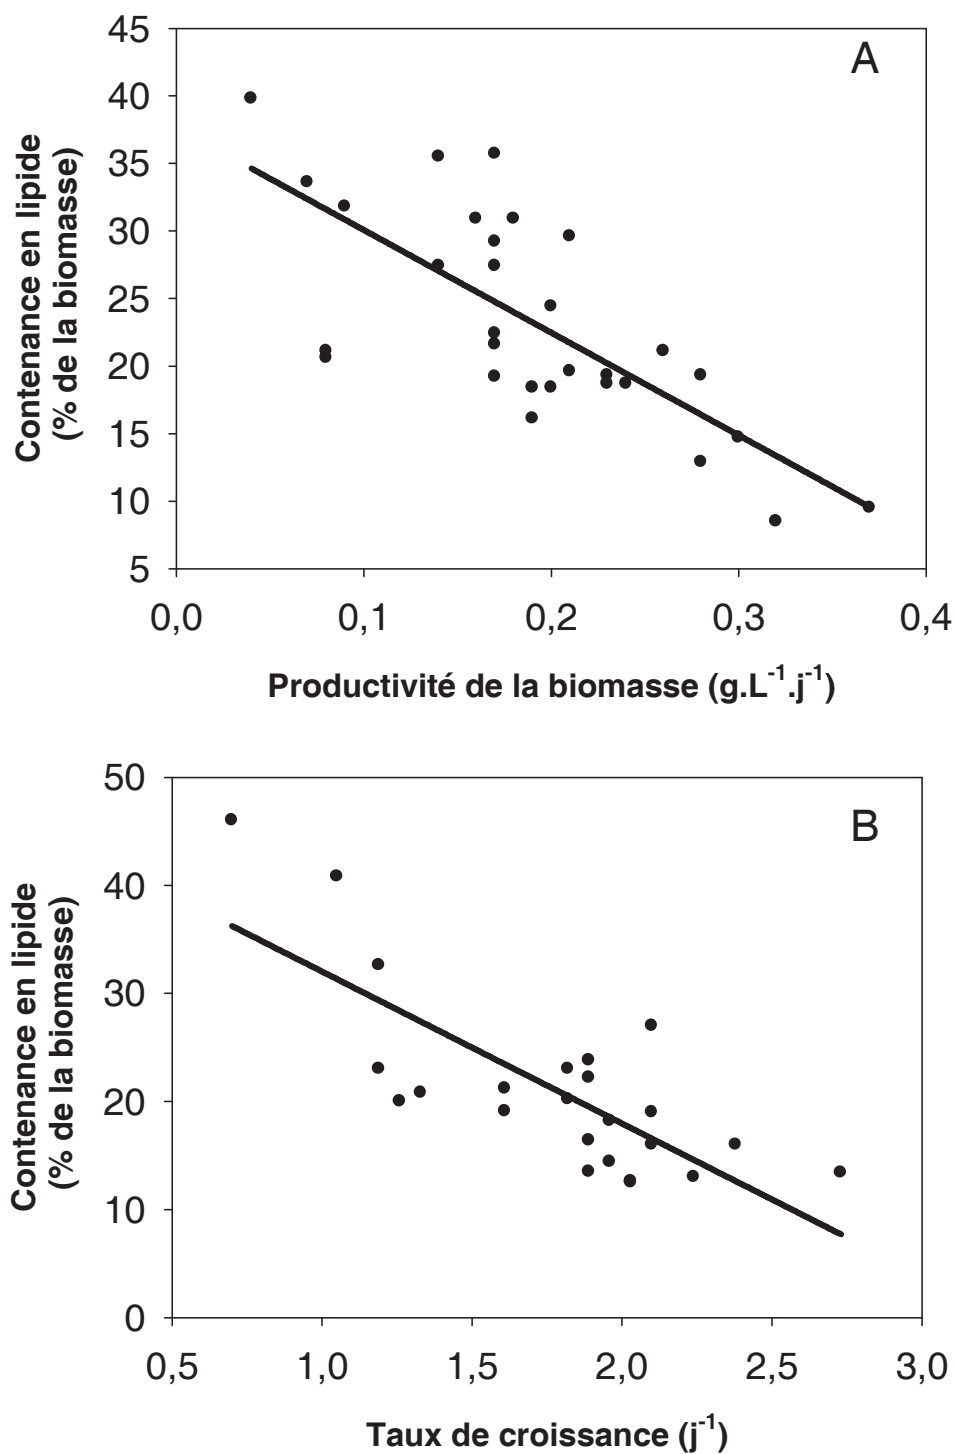 45
A
40
35
30
25
20
15
10
5
Contenance en lipide
(% de la biomasse)
0,0 0,1 0,2 0,3 0,4
Productivité de la biomasse (g.L⁻¹.j⁻¹)
50
B
40
30
20
10
0
Contenance en lipide
(% de la biomasse)
0,5 1,0 1,5 2,0 2,5 3,0
Taux de croissance (j⁻¹)